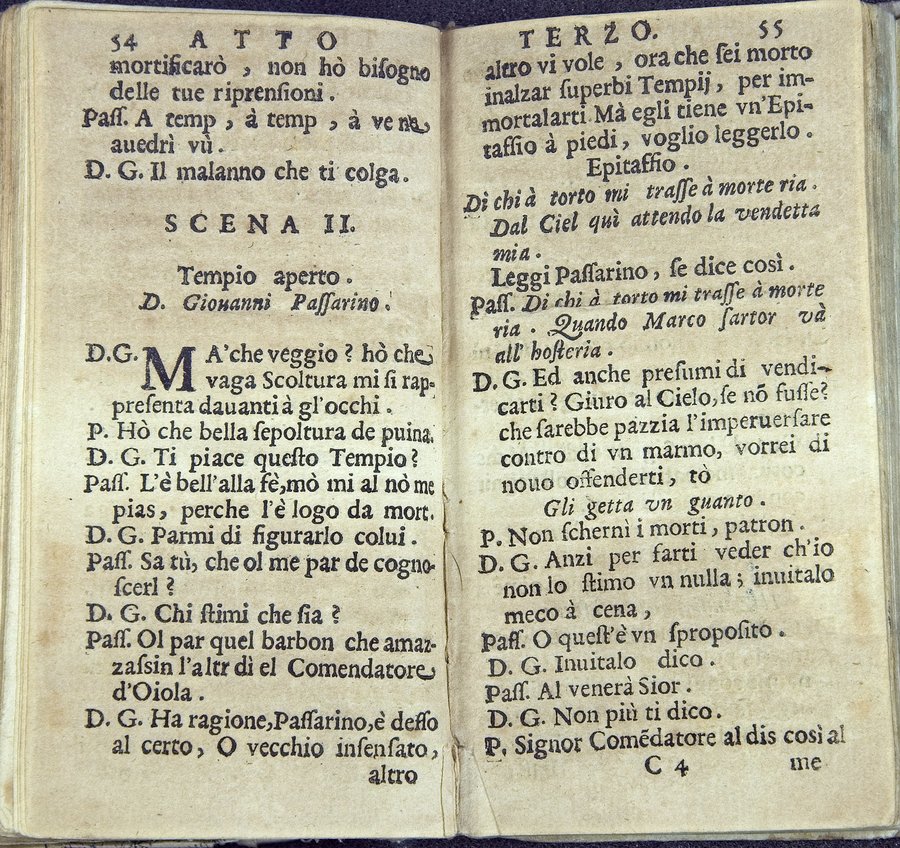 54 ATTO
mortificarò , non hò biſogno
delle tue riprenſioni .
Paſſ. A temp , à temp , à ve ne
auedrì vù .
D. G. Il malanno che ti colga .
SCENA II.
Tempio aperto .
D. Giouanni Paſſarino .
D.G. MA'che veggio ? hò che
vaga Scoltura mi ſi rap-
preſenta dauanti à gl'occhi .
P. Hò che bella ſepoltura de puina.
D. G. Ti piace queſto Tempio ?
Paſſ. L'è bell'alla fè,mò mi al nò me
pias , perche l'è logo da mort.
D. G. Parmi di figurarlo colui .
Paſſ. Sa tù, che ol me par de cogno-
ſcerl ?
D. G. Chi ſtimi che ſia ?
Paſſ. Ol par quel barbon che amaz-
zaſsin l'altr dì el Comendatore
d'Oiola .
D. G. Ha ragione,Paſſarino,è deſſo
al certo , O vecchio inſenſato ,
altro
TERZO. 55
altro vi vole , ora che ſei morto
inalzar ſuperbi Tempij , per im-
mortalarti Mà egli tiene vn'Epi-
taffio à piedi , voglio leggerlo .
Epitaffio .
Di chi à torto mi traſſe à morte ria .
Dal Ciel quì attendo la vendetta
mia .
Leggi Paſſarino , ſe dice così .
Paſſ. Di chi à torto mi traſſe à morte
ria . Quando Marco ſartor và
all' hoſteria .
D. G. Ed anche preſumi di vendi-
carti ? Giuro al Cielo,ſe nõ fuſſe?
che ſarebbe pazzia l'imperuerſare
contro di vn marmo, vorrei di
nouo offenderti , tò
Gli getta vn guanto .
P. Non ſchernì i morti , patron .
D. G. Anzi per farti veder ch'io
non lo ſtimo vn nulla ; inuitalo
meco à cena ,
Paſſ. O queſt'è vn ſpropoſito .
D. G. Inuitalo dico .
Paſſ. Al venerà Sior .
D. G. Non più ti dico .
P. Signor Comẽdatore al dis così al
C 4 me